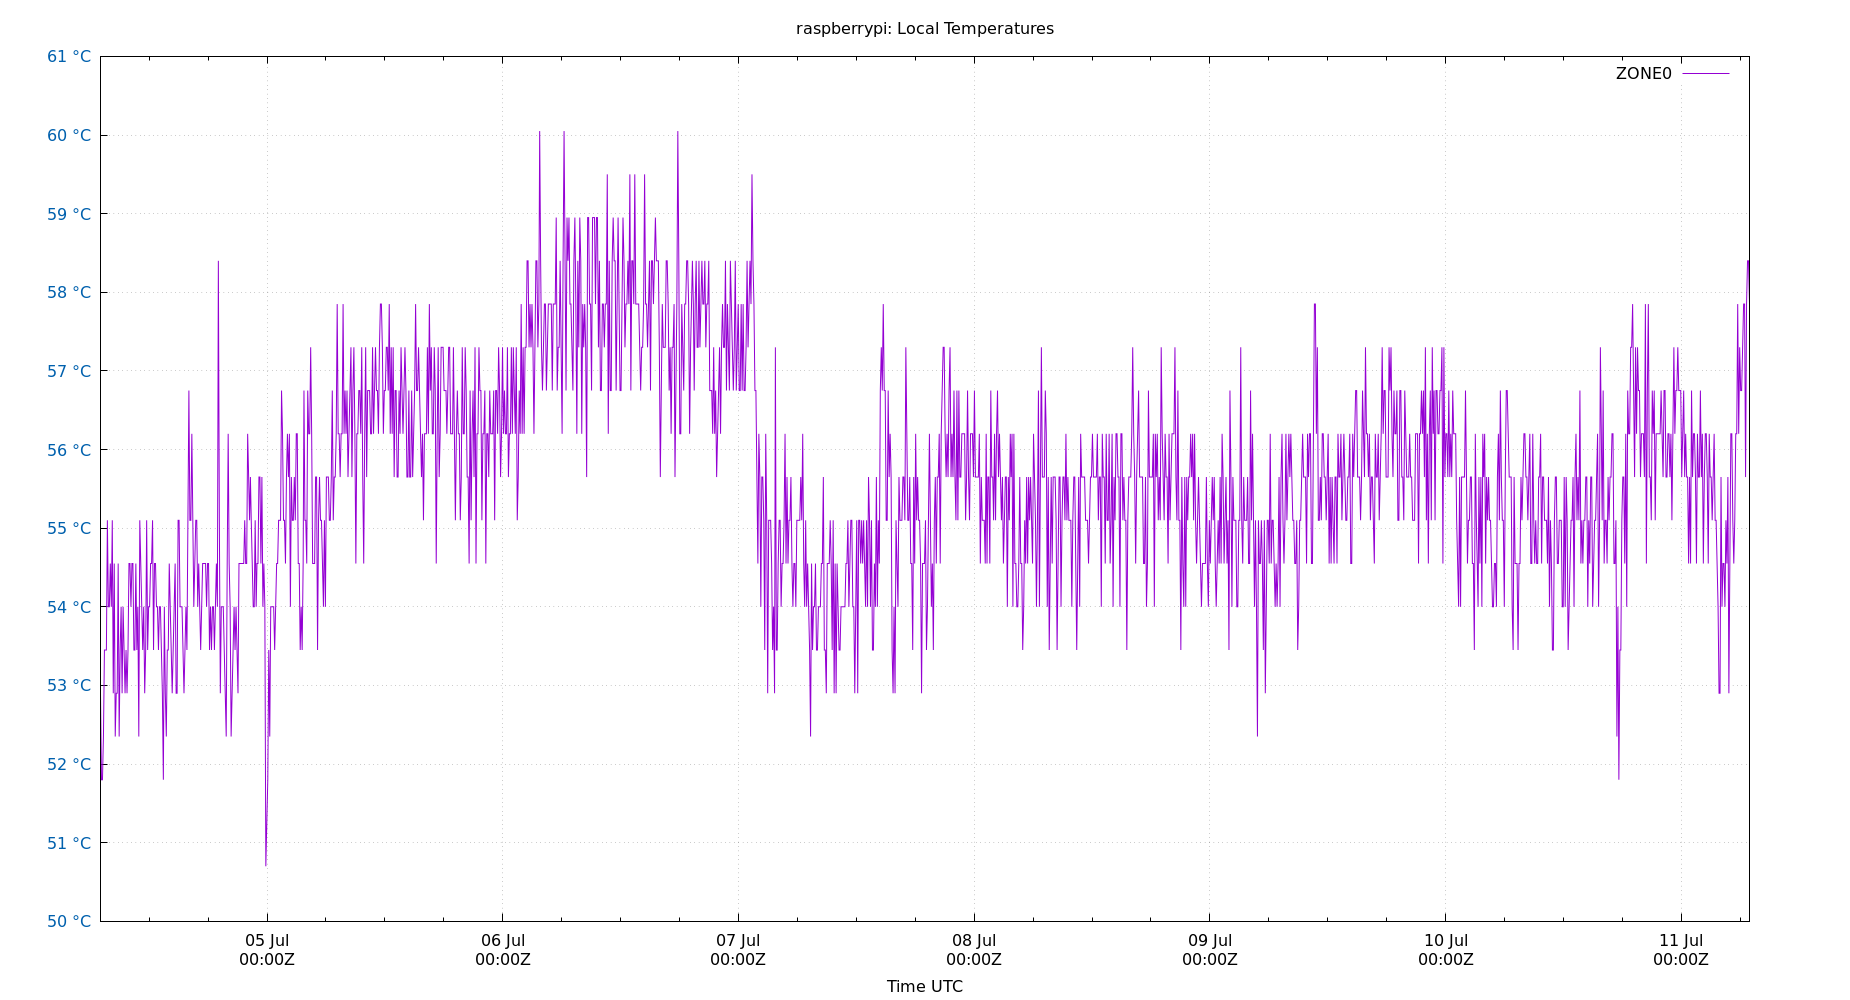 raspberrypi: Local Temperatures
61 °C
ZONE0
60 °C
59 °C
58 °C
57 °C
56 °C
55 °C
54 °C
53 °C
52 °C
51 °C
50 °C
05 Jul 06 Jul 07 Jul 08 Jul 09 Jul 10 Jul 11 Jul
00:00Z 00:00Z 00:00Z 00:00Z 00:00Z 00:00Z 00:00Z
Time UTC